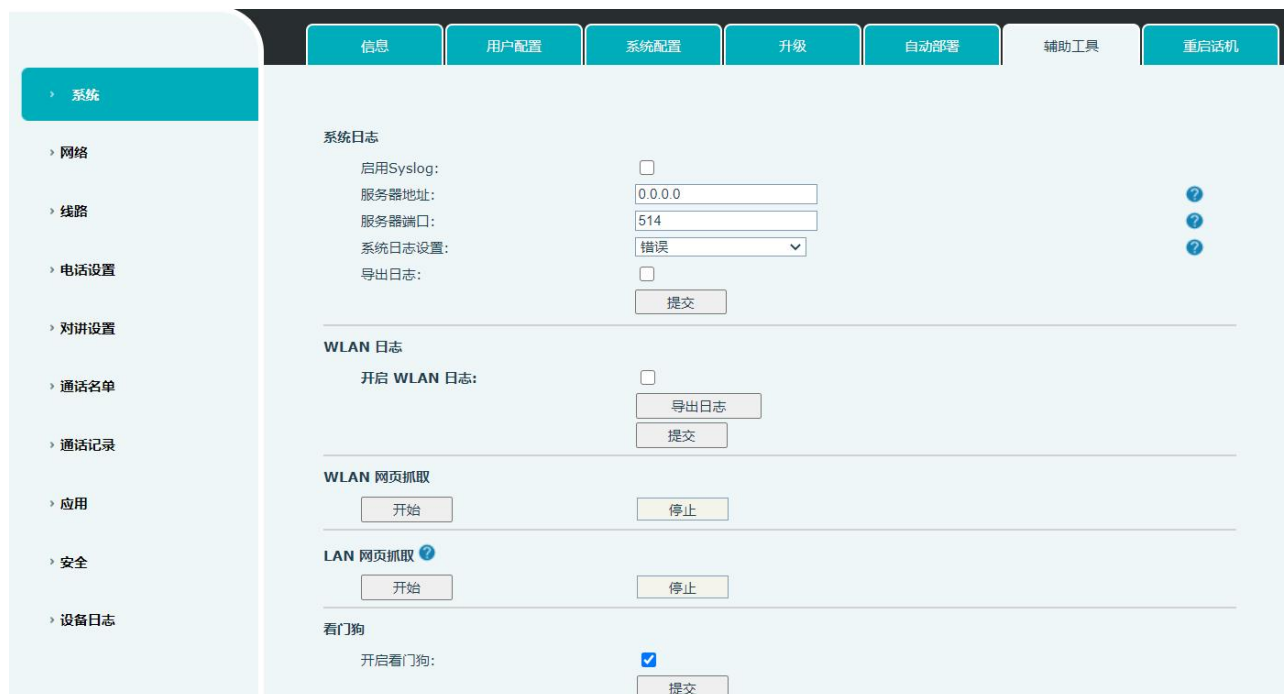 信息 用户配置 系统配置 升级 自动部署 辅助工具 重启话机
系统
网络
线路
电话设置
对讲设置
通话名单
通话记录
应用
安全
设备日志
系统日志
启用Syslog:
服务器地址: 0.0.0.0
服务器端口: 514
系统日志设置: 错误
导出日志:
提交
WLAN 日志
开启 WLAN 日志:
导出日志
提交
WLAN 网页抓取
开始 停止
LAN 网页抓取
开始 停止
看门狗
开启看门狗:
提交